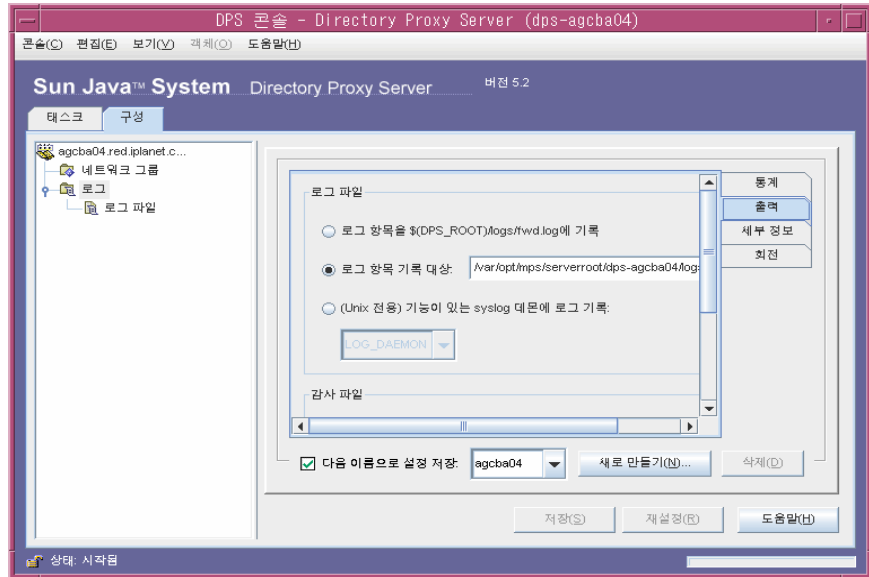 DPS 콘솔 - Directory Proxy Server (dps-agcba04)
콘솔(C) 편집(E) 보기(V) 객체(O) 도움말(H)
Sun Java™ System Directory Proxy Server 버전 5.2
태스크 구성
agcba04.red.iplanet.c...
네트워크 그룹
로그
로그 파일
통계
출력
세부 정보
회전
로그 파일
로그 항목을 $(DPS_ROOT)/logs/fwd.log에 기록
로그 항목 기록 대상: /var/opt/mps/serverroot/dps-agcba04/logs
(Unix 전용) 기능이 있는 syslog 데몬에 로그 기록:
LOG_DAEMON
감사 파일
다음 이름으로 설정 저장: agcba04 새로 만들기(N)... 삭제(D)
저장(S) 재설정(R) 도움말(H)
상태: 시작됨